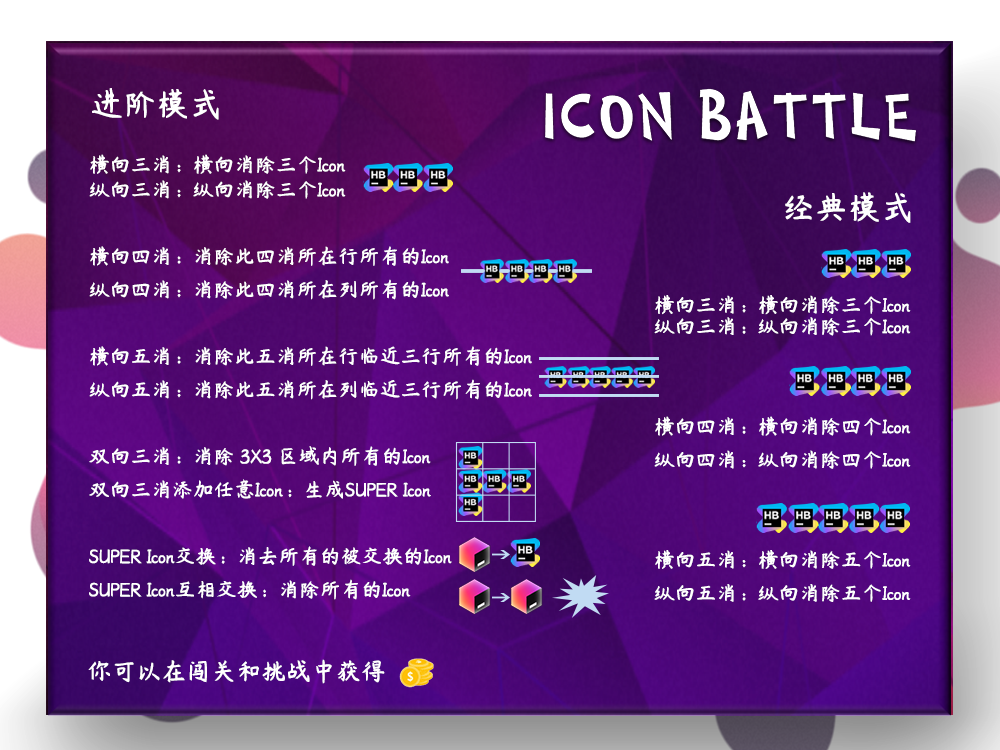 进阶模式
横向三消：横向消除三个Icon
HB HB HB
纵向三消：纵向消除三个Icon
横向四消：消除此四消所在行所有的Icon
HB HB HB HB
纵向四消：消除此四消所在列所有的Icon
横向五消：消除此五消所在行临近三行所有的Icon
HB HB HB HB HB
纵向五消：消除此五消所在列临近三行所有的Icon
双向三消：消除 3X3 区域内所有的Icon
HB
HB HB HB
HB
双向三消添加任意Icon：生成SUPER Icon
SUPER Icon交换：消去所有的被交换的Icon
HB
SUPER Icon互相交换：消除所有的Icon
你可以在闯关和挑战中获得
$
ICON BATTLE
经典模式
HB HB HB
横向三消：横向消除三个Icon
纵向三消：纵向消除三个Icon
HB HB HB HB
横向四消：横向消除四个Icon
纵向四消：纵向消除四个Icon
HB HB HB HB HB
横向五消：横向消除五个Icon
纵向五消：纵向消除五个Icon